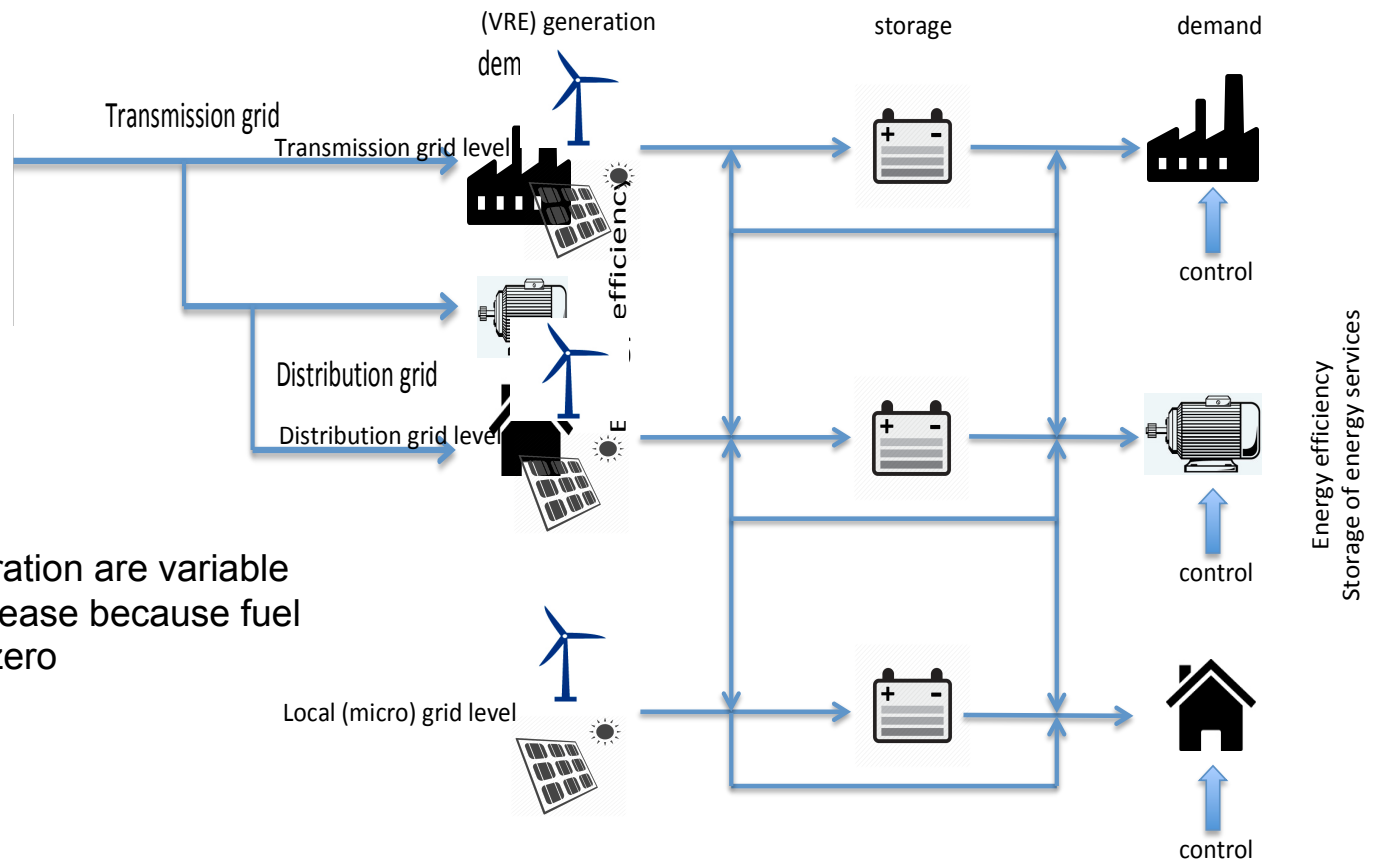 (VRE) generation
storage
demand
dem
Transmission grid
Transmission grid level
+ -
efficiency
control
Distribution grid
Distribution grid level
+ -
E
Energy efficiency
Storage of energy services
control
ration are variable
ease because fuel
zero
Local (micro) grid level
+ -
control